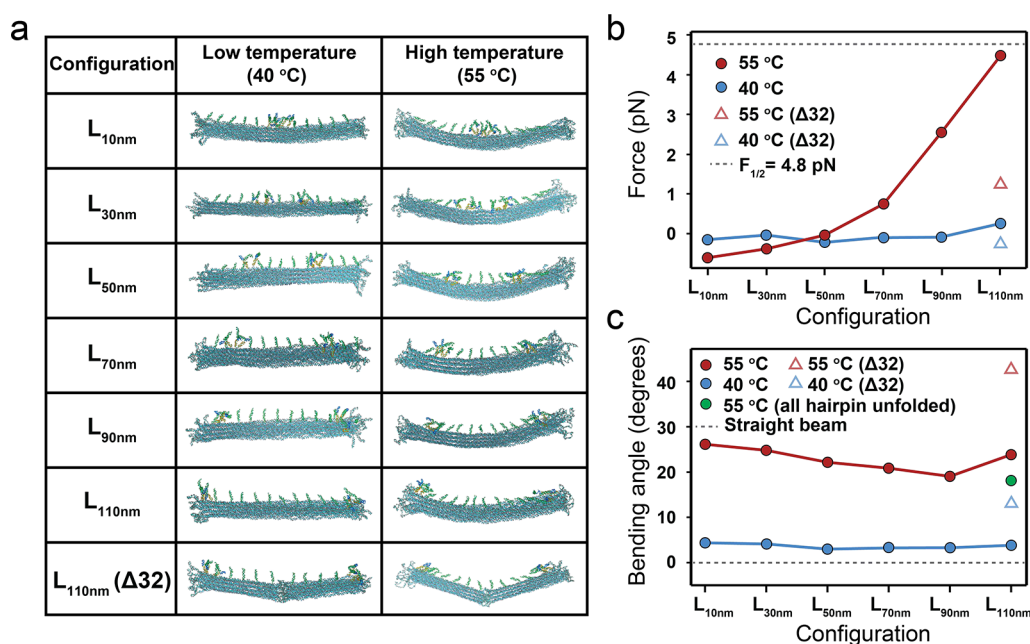 a
Configuration
Low temperature
(40 °C)
High temperature
(55 °C)
L10nm
L30nm
L50nm
L70nm
L90nm
L110nm
L110nm (Δ32)
b
Force (pN)
5
4
3
2
1
0
55 °C
40 °C
55 °C (Δ32)
40 °C (Δ32)
F1/2= 4.8 pN
L10nm L30nm L50nm L70nm L90nm L110nm
Configuration
c
Bending angle (degrees)
40
30
20
10
0
55 °C 55 °C (Δ32)
40 °C 40 °C (Δ32)
55 °C (all hairpin unfolded)
Straight beam
L10nm L30nm L50nm L70nm L90nm L110nm
Configuration